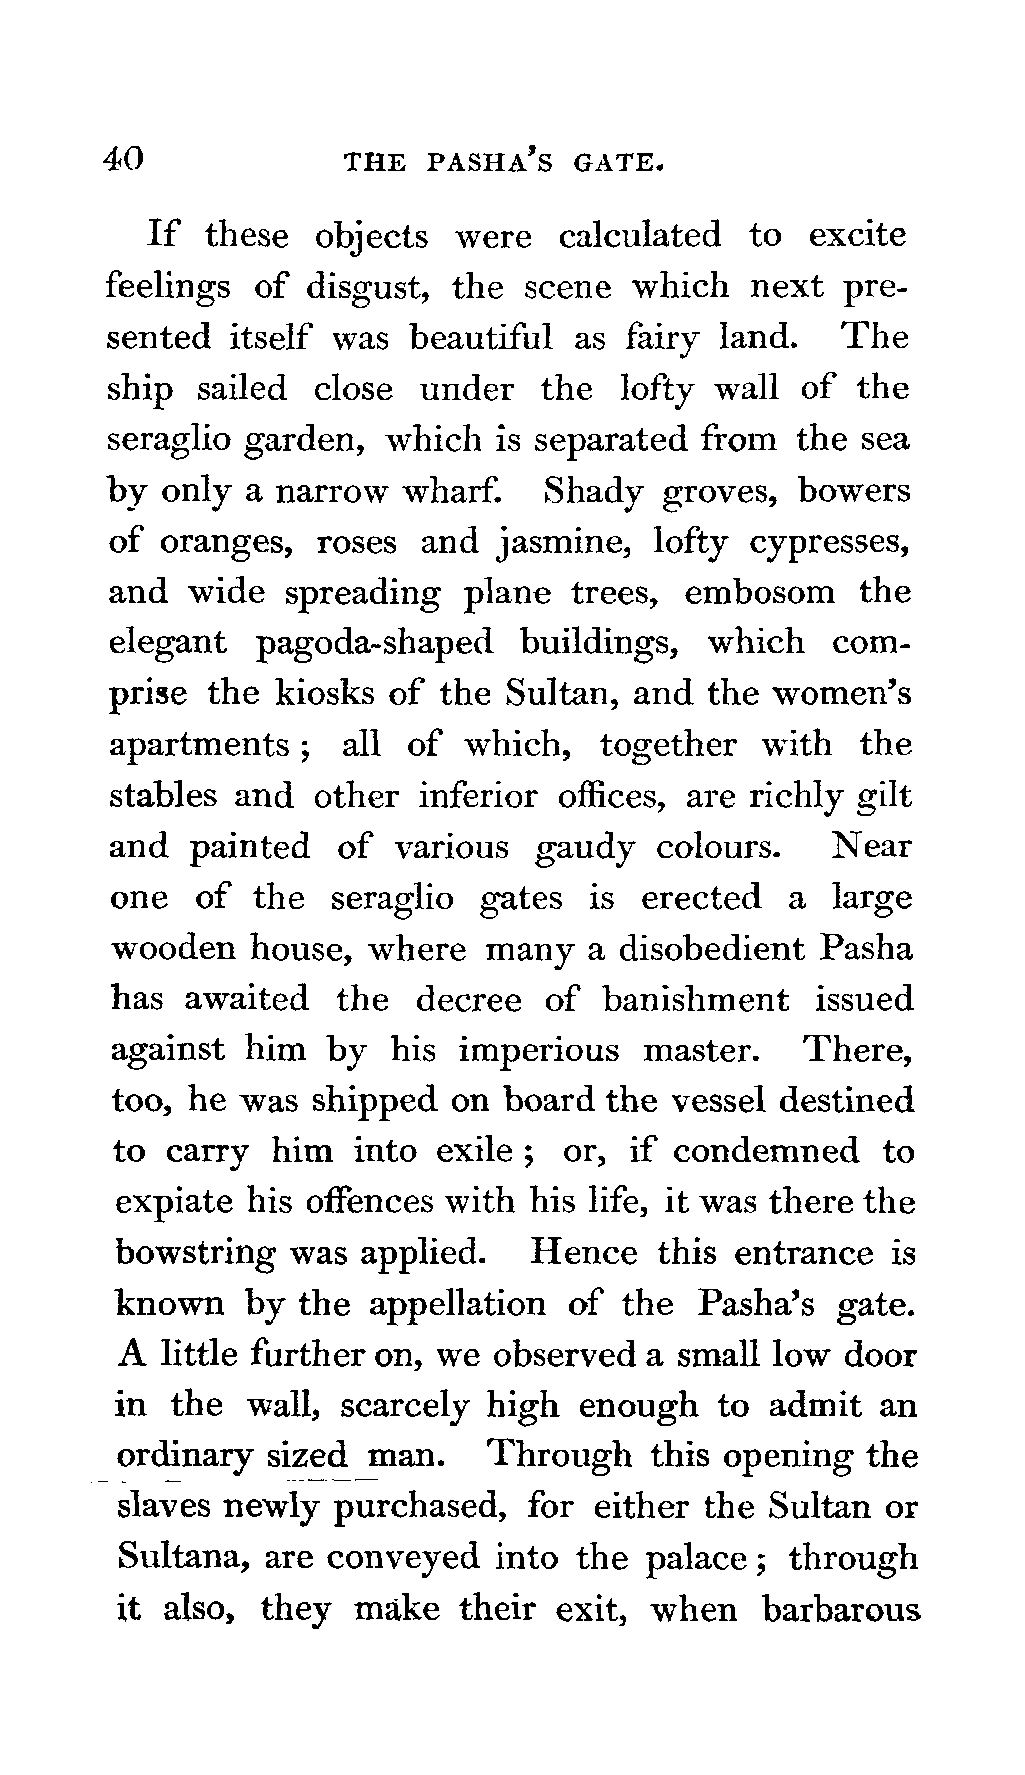 40 THE PASHA'S GATE.
If these objects were calculated to excite
feelings of disgust, the scene which next pre-
sented itself was beautiful as fairy land. The
ship sailed close under the lofty wall of the
seraglio garden, which is separated from the sea
by only a narrow wharf. Shady groves, bowers
of oranges, roses and jasmine, lofty cypresses,
and wide spreading plane trees, embosom the
elegant pagoda-shaped buildings, which com-
prise the kiosks of the Sultan, and the women's
apartments ; all of which, together with the
stables and other inferior offices, are richly gilt
and painted of various gaudy colours. Near
one of the seraglio gates is erected a large
wooden house, where many a disobedient Pasha
has awaited the decree of banishment issued
against him by his imperious master. There,
too, he was shipped on board the vessel destined
to carry him into exile ; or, if condemned to
expiate his offences with his life, it was there the
bowstring was applied. Hence this entrance is
known by the appellation of the Pasha's gate.
A little further on, we observed a small low door
in the wall, scarcely high enough to admit an
ordinary sized man. Through this opening the
slaves newly purchased, for either the Sultan or
Sultana, are conveyed into the palace ; through
it also, they make their exit, when barbarous